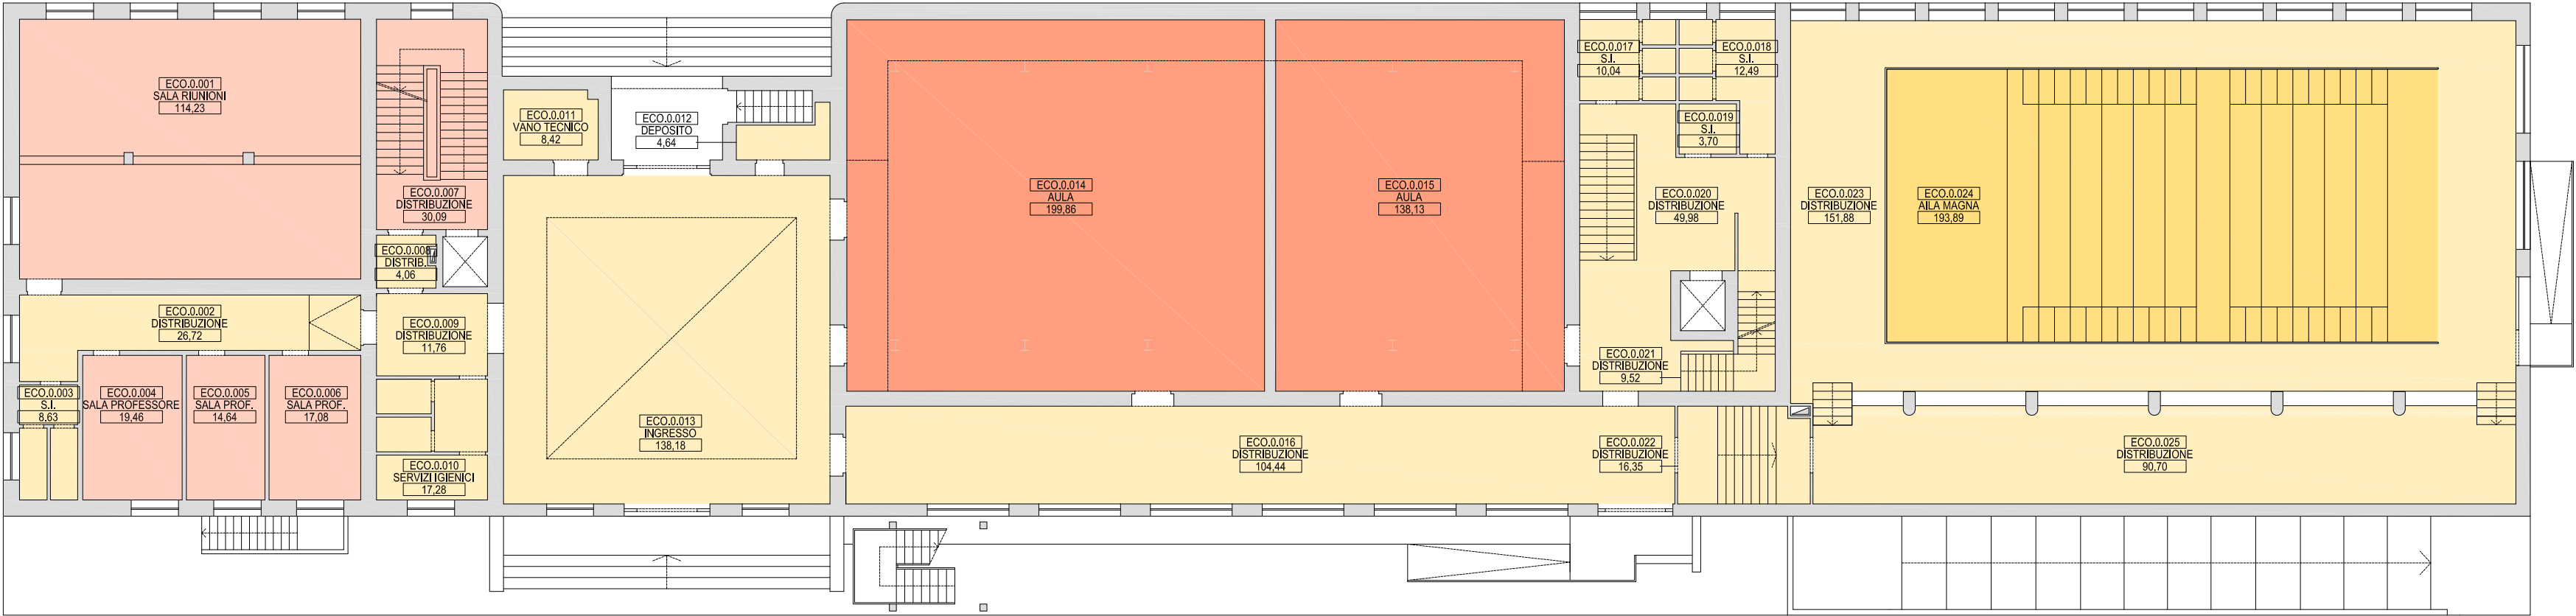 ECO.0.001
SALA RIUNIONI
114,23
ECO.0.002
DISTRIBUZIONE
26,72
ECO.0.003
S.I.
8,63
ECO.0.004
SALA PROFESSORE
19,46
ECO.0.005
SALA PROF.
14,64
ECO.0.006
SALA PROF.
17,08
ECO.0.007
DISTRIBUZIONE
30,09
ECO.0.008
DISTRIB.
4,06
ECO.0.009
DISTRIBUZIONE
11,76
ECO.0.010
SERVIZI IGIENICI
17,28
ECO.0.011
VANO TECNICO
8,42
ECO.0.012
DEPOSITO
4,64
ECO.0.013
INGRESSO
138,18
ECO.0.014
AULA
199,86
ECO.0.015
AULA
138,13
ECO.0.016
DISTRIBUZIONE
104,44
ECO.0.017
S.I.
10,04
ECO.0.018
S.I.
12,49
ECO.0.019
S.I.
3,70
ECO.0.020
DISTRIBUZIONE
49,98
ECO.0.021
DISTRIBUZIONE
9,52
ECO.0.022
DISTRIBUZIONE
16,35
ECO.0.023
DISTRIBUZIONE
151,88
ECO.0.024
AILA MAGNA
193,89
ECO.0.025
DISTRIBUZIONE
90,70